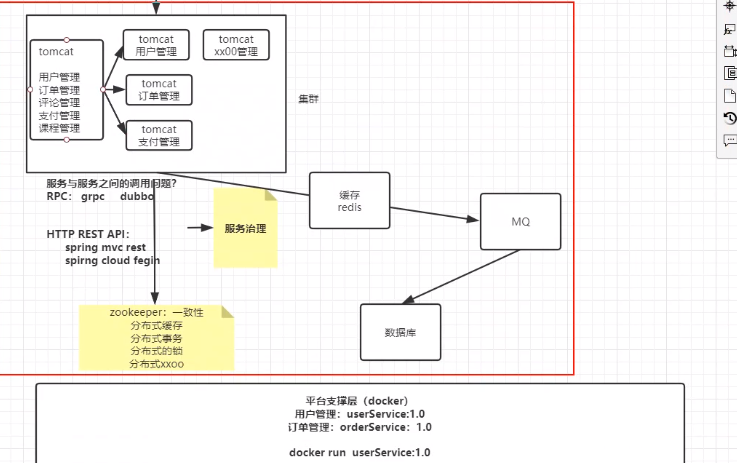 tomcat
用户管理
订单管理
评论管理
支付管理
课程管理
tomcat
用户管理
tomcat
xx00管理
tomcat
订单管理
tomcat
支付管理
集群
服务与服务之间的调用问题?
RPC： grpc dubbo
HTTP REST API：
spring mvc rest
spirng cloud fegin
服务治理
缓存
redis
MQ
数据库
zookeeper：一致性
分布式缓存
分布式事务
分布式的锁
分布式xxoo
平台支撑层（docker）
用户管理：userService:1.0
订单管理：orderService：1.0
docker run userService:1.0